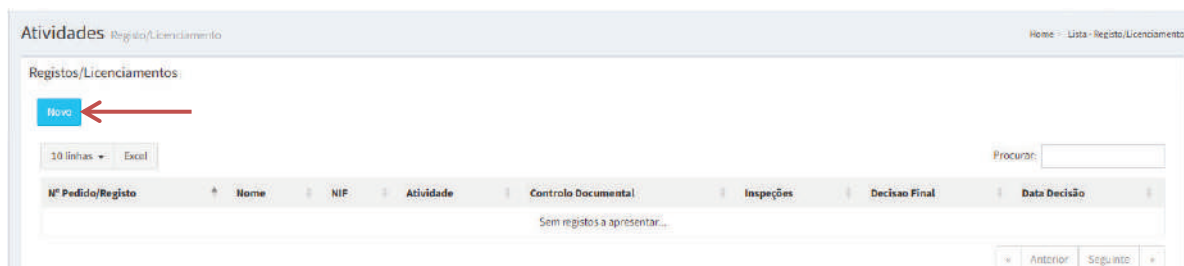 Atividades Registo/Licenciamento
Home Lista - Registo/Licenciamento
Registos/Licenciamentos
Novo
10 linhas Excel
Procurar:
Nº Pedido/Registo Nome NIF Atividade Controlo Documental Inspeções Decisao Final Data Decisão
Sem registos a apresentar...
« Anterior Seguinte »